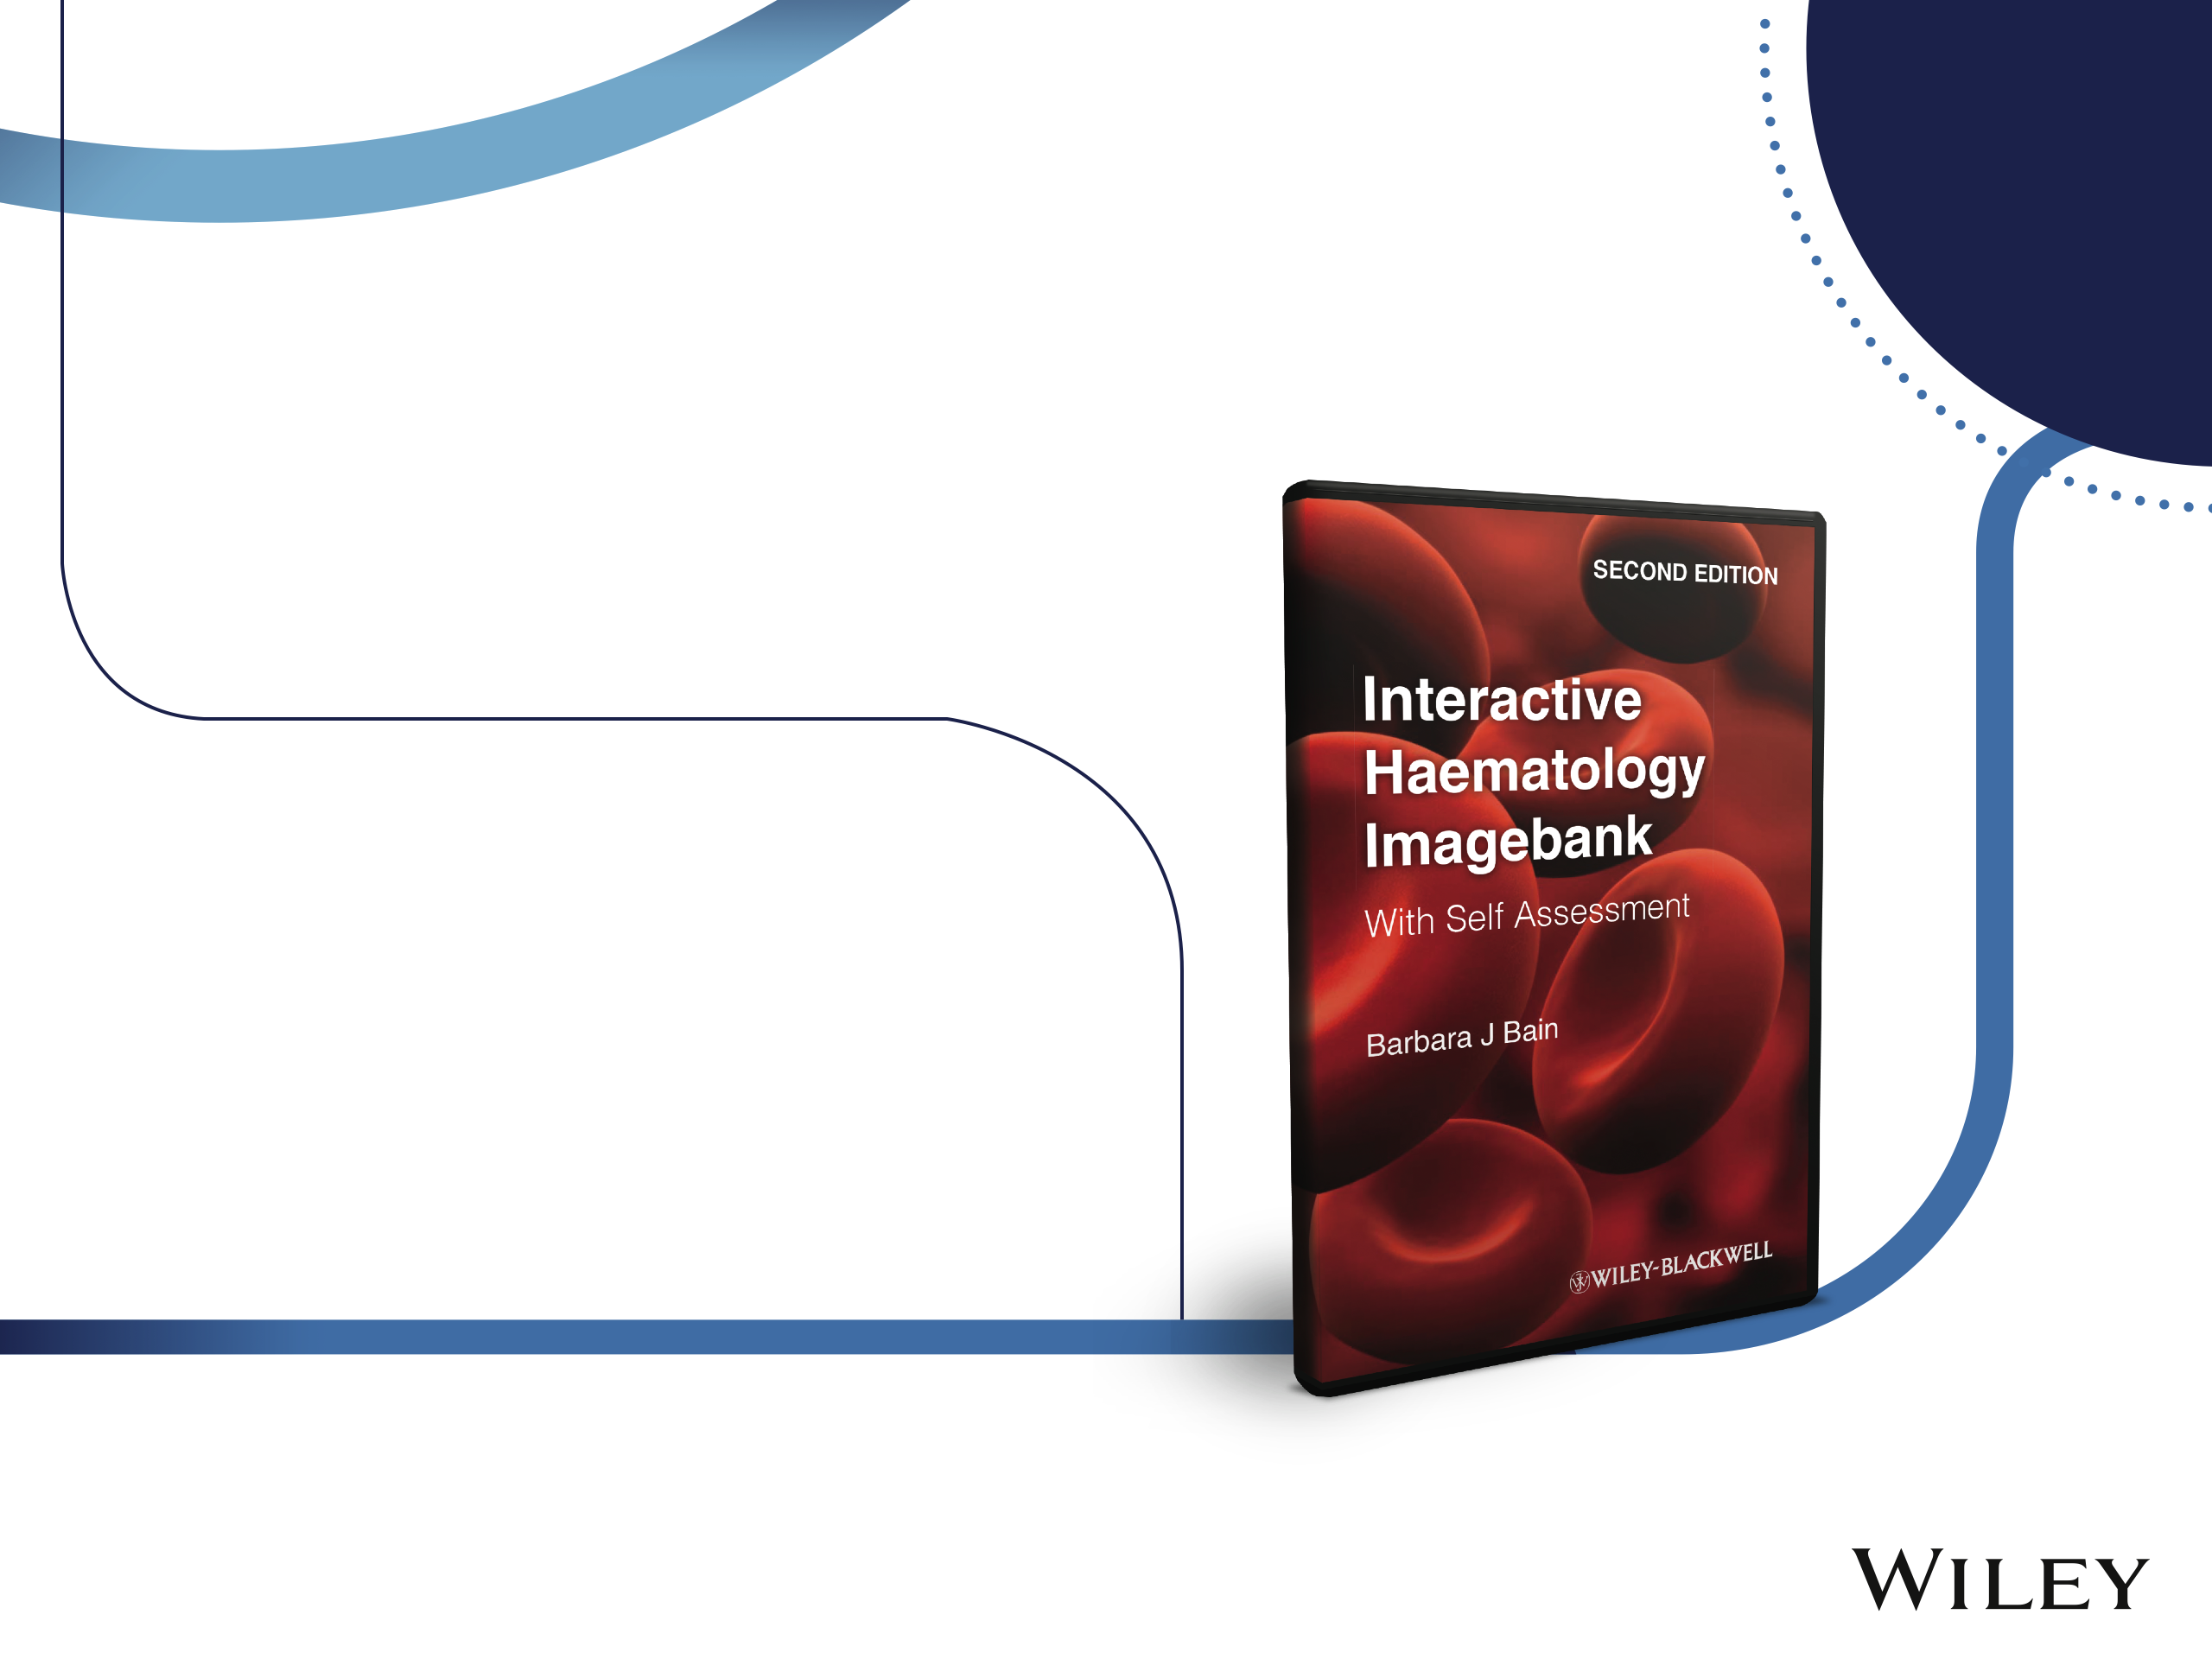 SECOND EDITION
Interactive
Haematology
Imagebank
With Self Assessment
Barbara J Bain
WILEY-BLACKWELL
WILEY